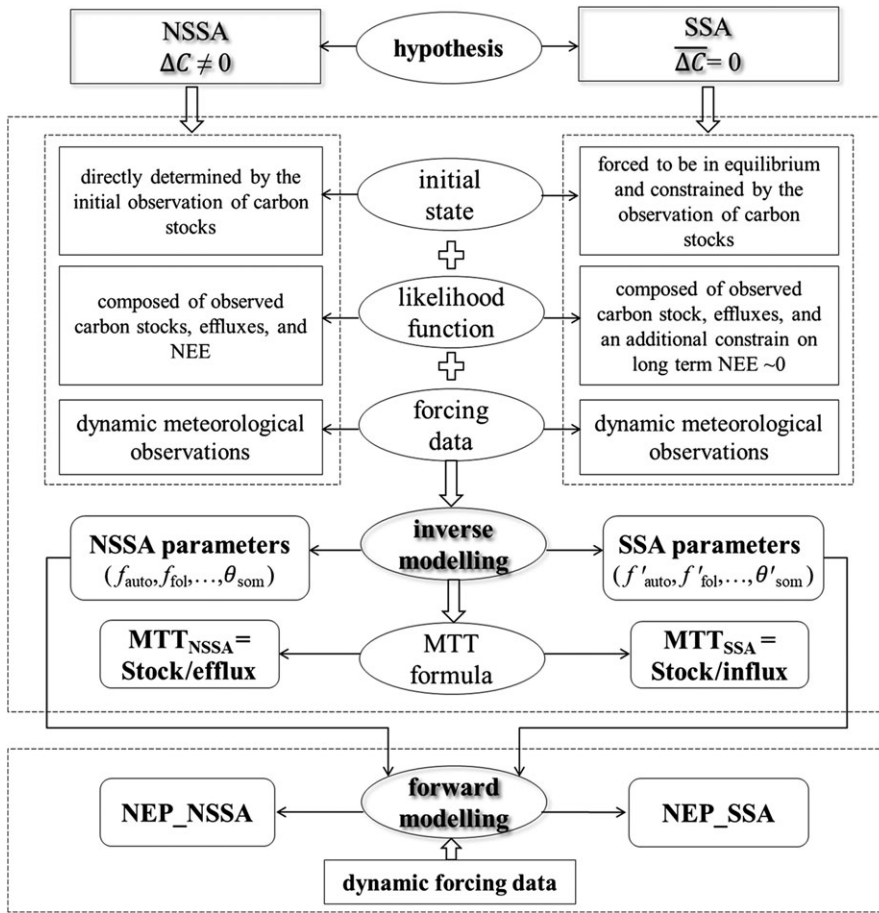 NSSA
ΔC ≠ 0
hypothesis
SSA
\overline{ΔC} = 0
directly determined by the
initial observation of carbon
stocks
initial
state
forced to be in equilibrium
and constrained by the
observation of carbon
stocks
composed of observed
carbon stocks, effluxes, and
NEE
likelihood
function
composed of observed
carbon stock, effluxes, and
an additional constrain on
long term NEE ~0
dynamic meteorological
observations
forcing
data
dynamic meteorological
observations
NSSA parameters
(f_auto, f_fol,…,θ_som)
inverse
modelling
SSA parameters
(f'_auto, f'_fol,…,θ'_som)
MTT_NSSA=
Stock/efflux
MTT
formula
MTT_SSA=
Stock/influx
NEP_NSSA
forward
modelling
NEP_SSA
dynamic forcing data